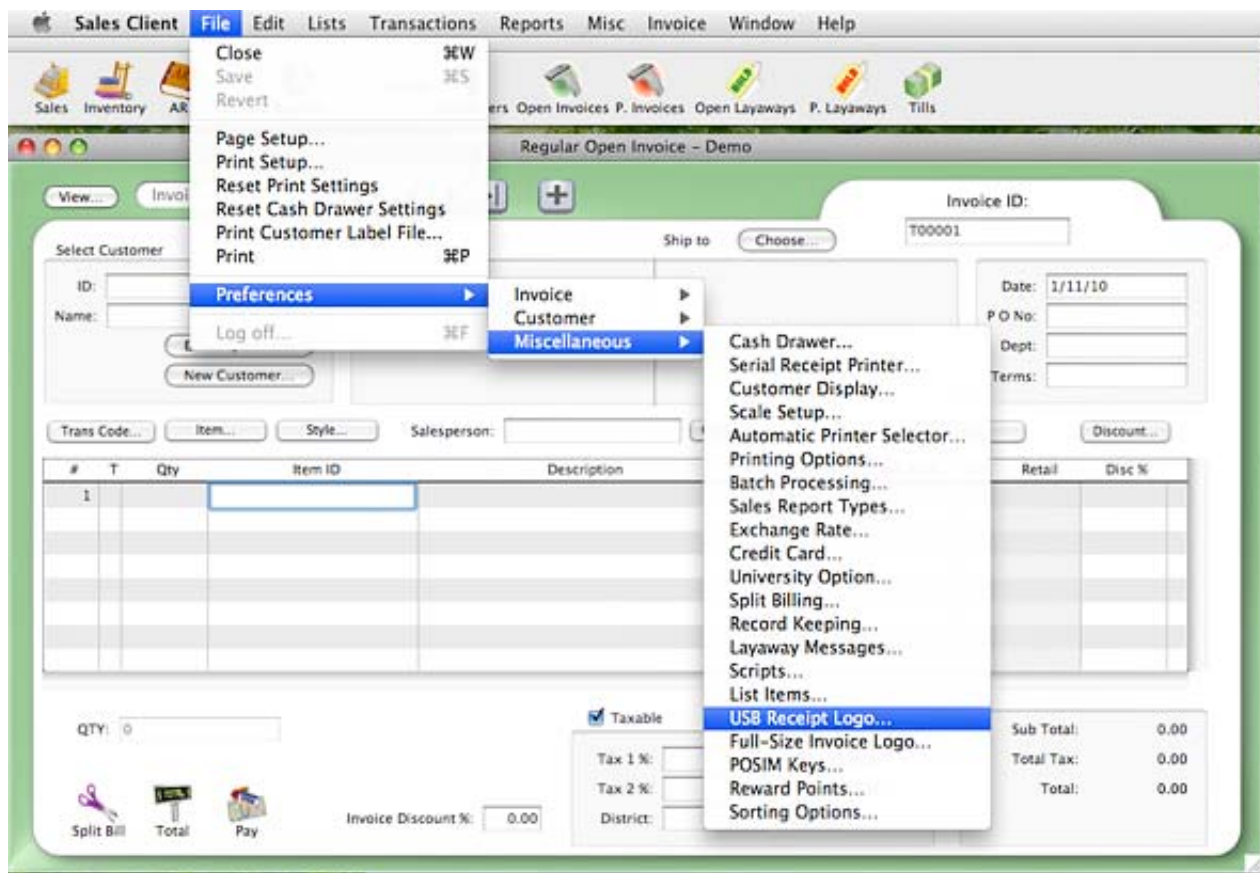 Sales Client File Edit Lists Transactions Reports Misc Invoice Window Help
Close ⌘W
Save ⌘S
Revert
Sales Inventory AR ers Open Invoices P. Invoices Open Layaways P. Layaways Tills
Page Setup...
Print Setup...
Reset Print Settings
Reset Cash Drawer Settings
Print Customer Label File...
Print ⌘P
Preferences
Log off... ⌘F
Regular Open Invoice - Demo
View... Invoi
Invoice ID:
T00001
Select Customer
Ship to Choose...
ID:
Name:
New Customer...
Date: 1/11/10
P O No:
Dept:
Terms:
Invoice
Customer
Miscellaneous
Cash Drawer...
Serial Receipt Printer...
Customer Display...
Scale Setup...
Automatic Printer Selector...
Printing Options...
Batch Processing...
Sales Report Types...
Exchange Rate...
Credit Card...
University Option...
Split Billing...
Record Keeping...
Layaway Messages...
Scripts...
List Items...
USB Receipt Logo...
Full-Size Invoice Logo...
POSIM Keys...
Reward Points...
Sorting Options...
Trans Code... Item... Style... Salesperson: Discount...
# T Qty Item ID Description Retail Disc %
1
QTY: 0
Taxable
Tax 1 %:
Tax 2 %:
District:
Sub Total: 0.00
Total Tax: 0.00
Total: 0.00
Split Bill Total Pay
Invoice Discount %: 0.00